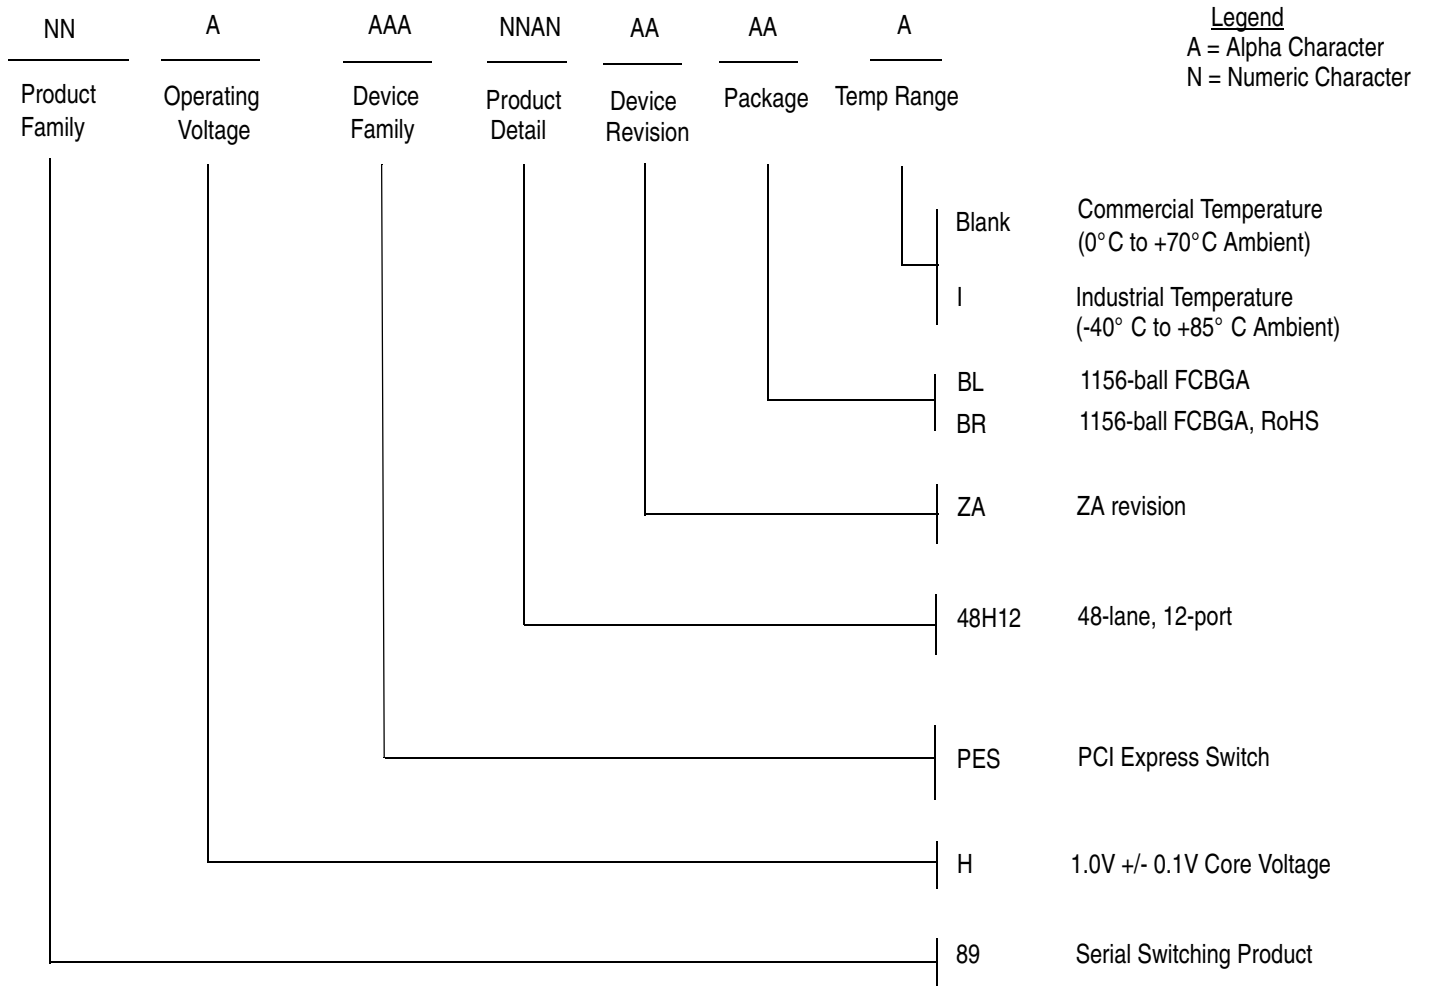 NN A AAA NNAN AA AA A
Legend
A = Alpha Character
N = Numeric Character
Product Family
Operating Voltage
Device Family
Product Detail
Device Revision
Package
Temp Range
Blank Commercial Temperature
(0°C to +70°C Ambient)
I Industrial Temperature
(-40° C to +85° C Ambient)
BL 1156-ball FCBGA
BR 1156-ball FCBGA, RoHS
ZA ZA revision
48H12 48-lane, 12-port
PES PCI Express Switch
H 1.0V +/- 0.1V Core Voltage
89 Serial Switching Product